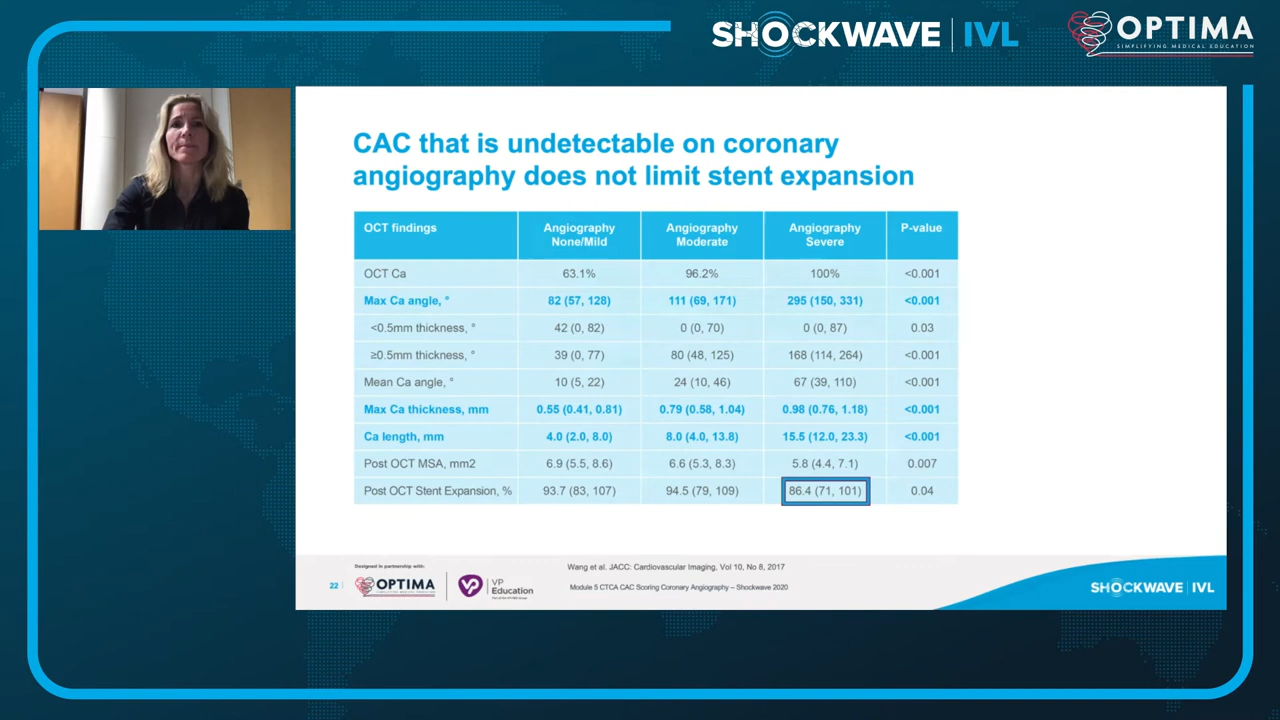 SHOCKWAVE | IVL
OPTIMA
SIMPLIFYING MEDICAL EDUCATION
CAC that is undetectable on coronary
angiography does not limit stent expansion
OCT findings Angiography None/Mild Angiography Moderate Angiography Severe P-value
OCT Ca 63.1% 96.2% 100% <0.001
Max Ca angle, ° 82 (57, 128) 111 (69, 171) 295 (150, 331) <0.001
<0.5mm thickness, ° 42 (0, 82) 0 (0, 70) 0 (0, 87) 0.03
≥0.5mm thickness, ° 39 (0, 77) 80 (48, 125) 168 (114, 264) <0.001
Mean Ca angle, ° 10 (5, 22) 24 (10, 46) 67 (39, 110) <0.001
Max Ca thickness, mm 0.55 (0.41, 0.81) 0.79 (0.58, 1.04) 0.98 (0.76, 1.18) <0.001
Ca length, mm 4.0 (2.0, 8.0) 8.0 (4.0, 13.8) 15.5 (12.0, 23.3) <0.001
Post OCT MSA, mm2 6.9 (5.5, 8.6) 6.6 (5.3, 8.3) 5.8 (4.4, 7.1) 0.007
Post OCT Stent Expansion, % 93.7 (83, 107) 94.5 (79, 109) 86.4 (71, 101) 0.04
Designed in partnership with:
22
OPTIMA
VP
Education
Wang et al. JACC: Cardiovascular Imaging, Vol 10, No 8, 2017
Module 5 CTCA CAC Scoring Coronary Angiography – Shockwave 2020
SHOCKWAVE | IVL